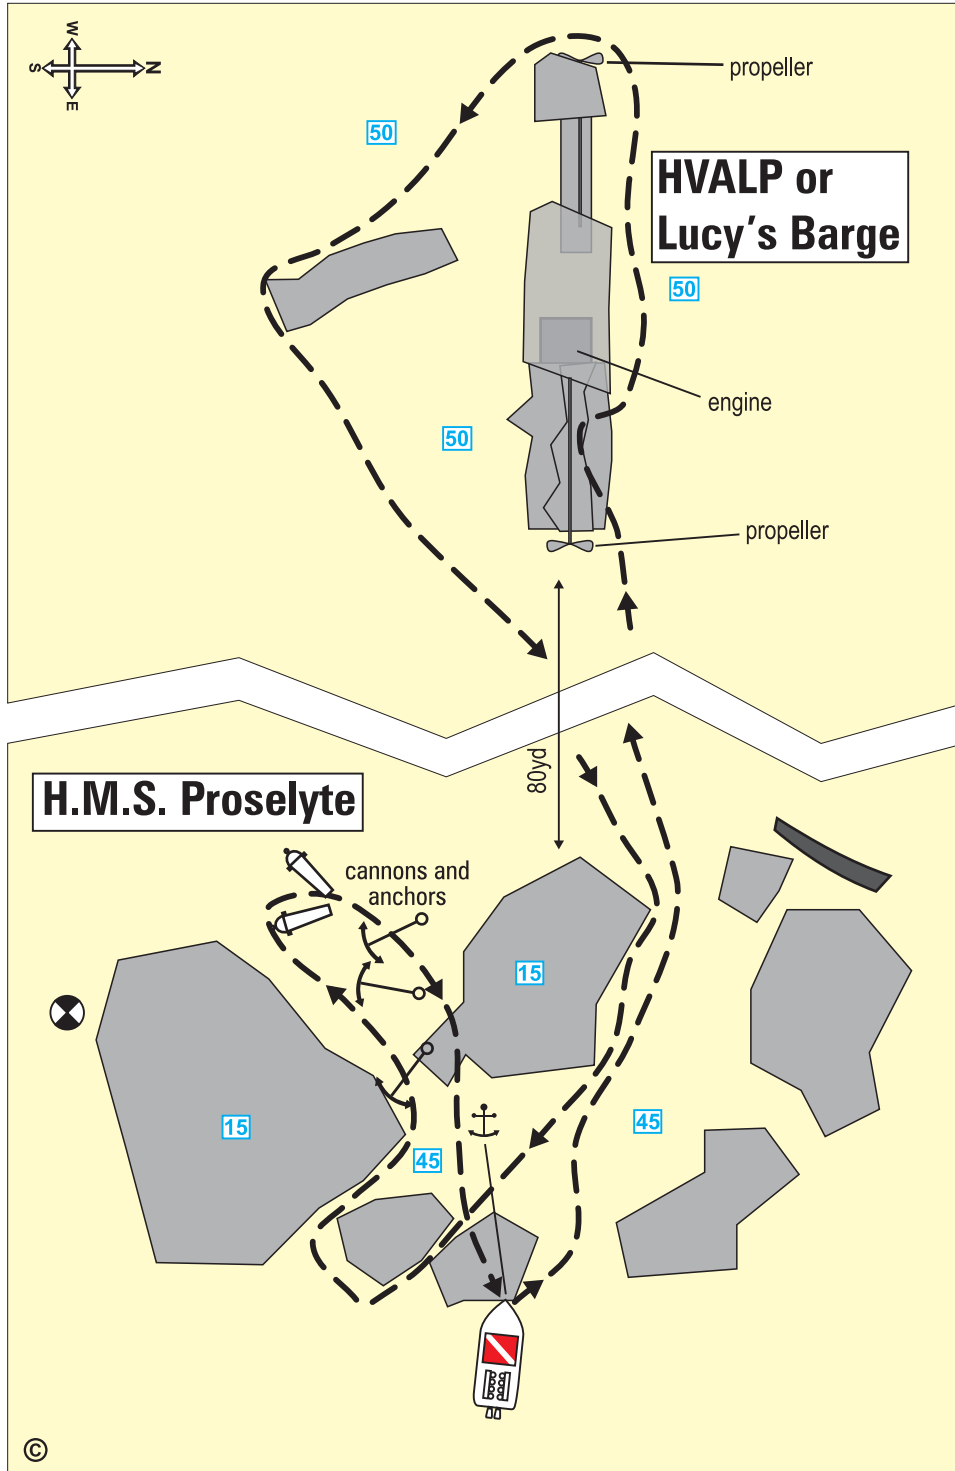 W
S
N
E
propeller
50
HVALP or
Lucy's Barge
50
engine
50
propeller
80yd
H.M.S. Proselyte
cannons and
anchors
15
15
45
45
©